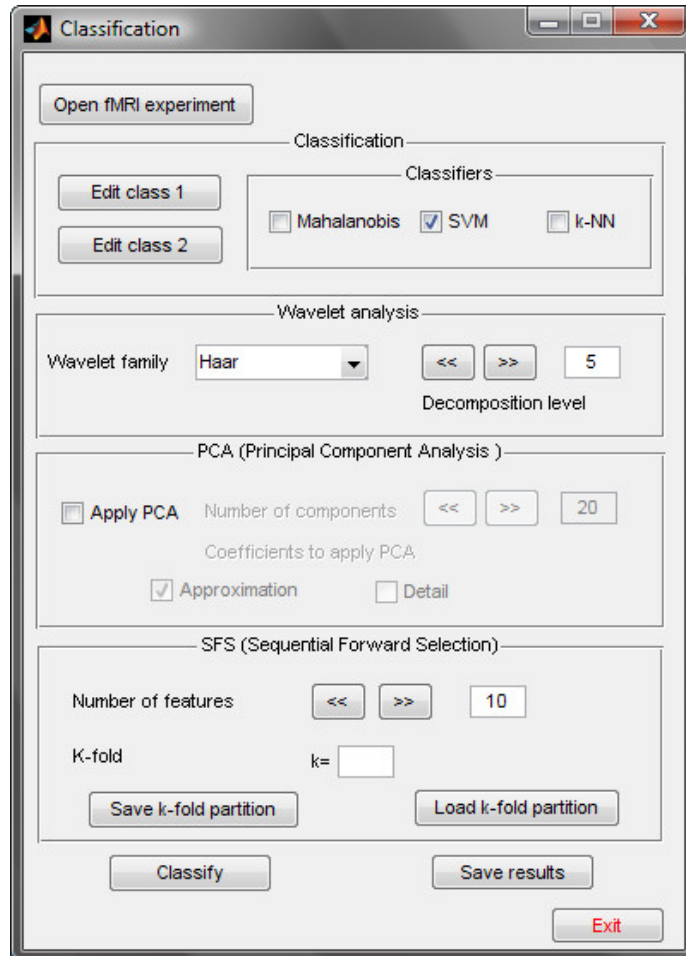 Classification
Open fMRI experiment
Classification
Edit class 1
Edit class 2
Classifiers
Mahalanobis SVM k-NN
Wavelet analysis
Wavelet family Haar << >> 5
Decomposition level
PCA (Principal Component Analysis )
Apply PCA Number of components << >> 20
Coefficients to apply PCA
Approximation Detail
SFS (Sequential Forward Selection)
Number of features << >> 10
K-fold k=
Save k-fold partition Load k-fold partition
Classify Save results
Exit